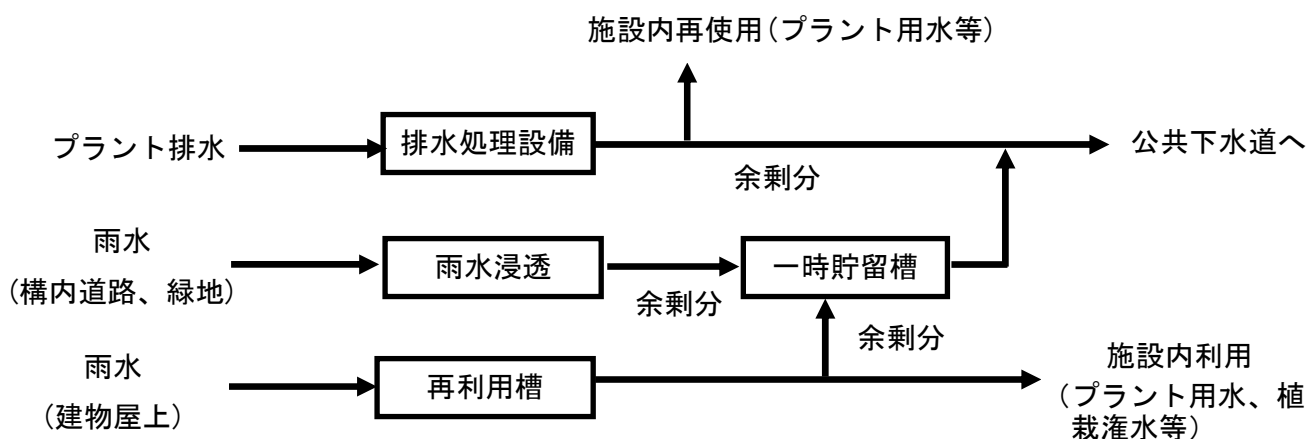 施設内再使用(プラント用水等)
プラント排水
排水処理設備
公共下水道へ
余剰分
雨水
(構内道路、緑地)
雨水浸透
余剰分
一時貯留槽
余剰分
雨水
(建物屋上)
再利用槽
施設内利用
(プラント用水、植
栽潅水等)